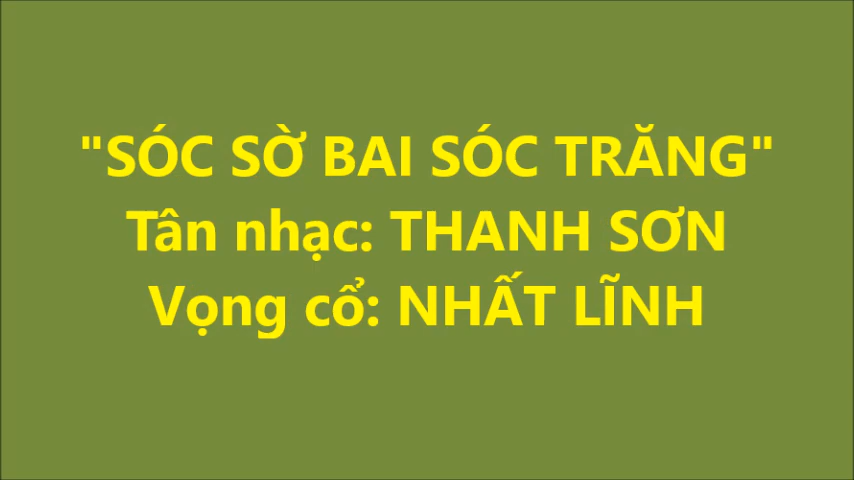 "SÓC SỜ BAI SÓC TRĂNG"
Tân nhạc: THANH SƠN
Vọng cổ: NHẤT LĨNH